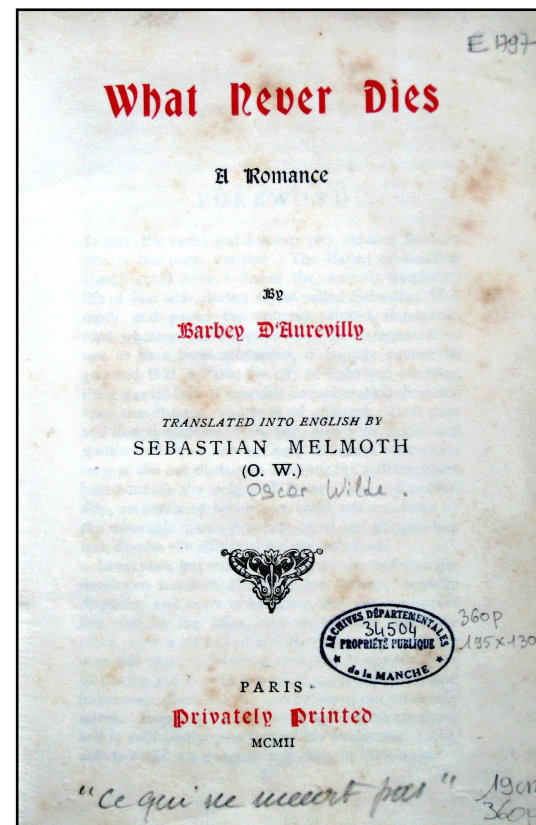 E 1797
What Never Dies
A Romance
By
Barbey D'Aurevilly
TRANSLATED INTO ENGLISH BY
SEBASTIAN MELMOTH
(O. W.)
Oscar Wilde.
ARCHIVES DÉPARTEMENTALES
34504
PROPRIÉTÉ PUBLIQUE
de la MANCHE
360p
195x130
PARIS
Privately Printed
MCMII
"Ce qui ne meurt pas"
19cm
360p